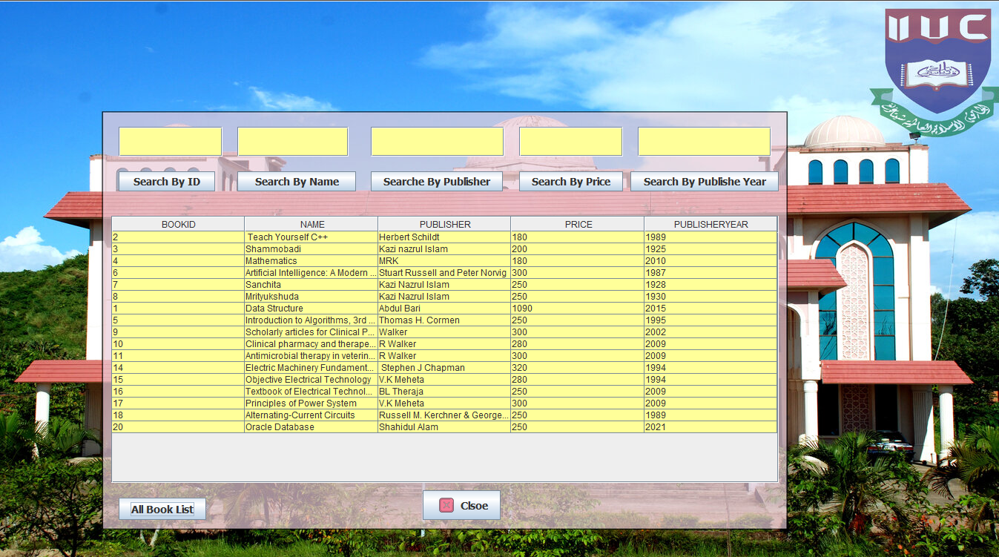 IIUC
Search By ID Search By Name Searche By Publisher Search By Price Search By Publishe Year
BOOKID NAME PUBLISHER PRICE PUBLISHERYEAR
2 Teach Yourself C++ Herbert Schildt 180 1989
3 Shammobadi Kazi nazrul Islam 200 1925
4 Mathematics MRK 180 2010
6 Artificial Intelligence: A Modern ... Stuart Russell and Peter Norvig 300 1987
7 Sanchita Kazi Nazrul Islam 250 1928
8 Mrityukshuda Kazi Nazrul Islam 250 1930
1 Data Structure Abdul Bari 1090 2015
5 Introduction to Algorithms, 3rd ... Thomas H. Cormen 250 1995
9 Scholarly articles for Clinical P... Walker 300 2002
10 Clinical pharmacy and therape... R Walker 280 2009
11 Antimicrobial therapy in veterin... R Walker 300 2009
14 Electric Machinery Fundament... Stephen J Chapman 320 1994
15 Objective Electrical Technology V.K Meheta 280 1994
16 Textbook of Electrical Technol... BL Theraja 250 2009
17 Principles of Power System V.K Meheta 300 2009
18 Alternating-Current Circuits Russell M. Kerchner & George... 250 1989
20 Oracle Database Shahidul Alam 250 2021
All Book List Clsoe